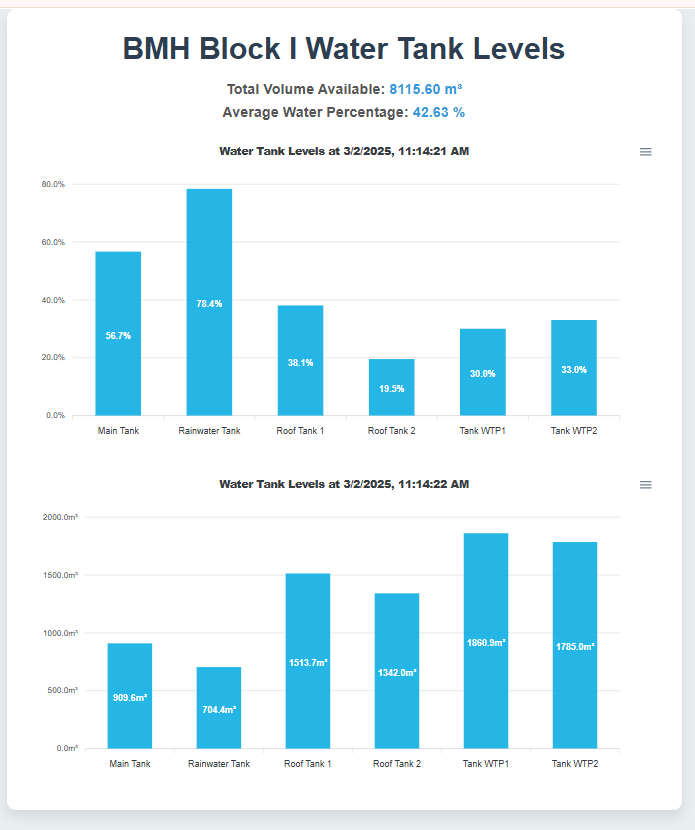 BMH Block I Water Tank Levels
Total Volume Available: 8115.60 m³
Average Water Percentage: 42.63 %
Water Tank Levels at 3/2/2025, 11:14:21 AM
80.0%
60.0%
40.0%
20.0%
0.0%
56.7%
78.4%
38.1%
19.5%
30.0%
33.0%
Main Tank
Rainwater Tank
Roof Tank 1
Roof Tank 2
Tank WTP1
Tank WTP2
Water Tank Levels at 3/2/2025, 11:14:22 AM
2000.0m³
1500.0m³
1000.0m³
500.0m³
0.0m³
909.6m³
704.4m³
1513.7m³
1342.0m³
1860.9m³
1785.0m³
Main Tank
Rainwater Tank
Roof Tank 1
Roof Tank 2
Tank WTP1
Tank WTP2